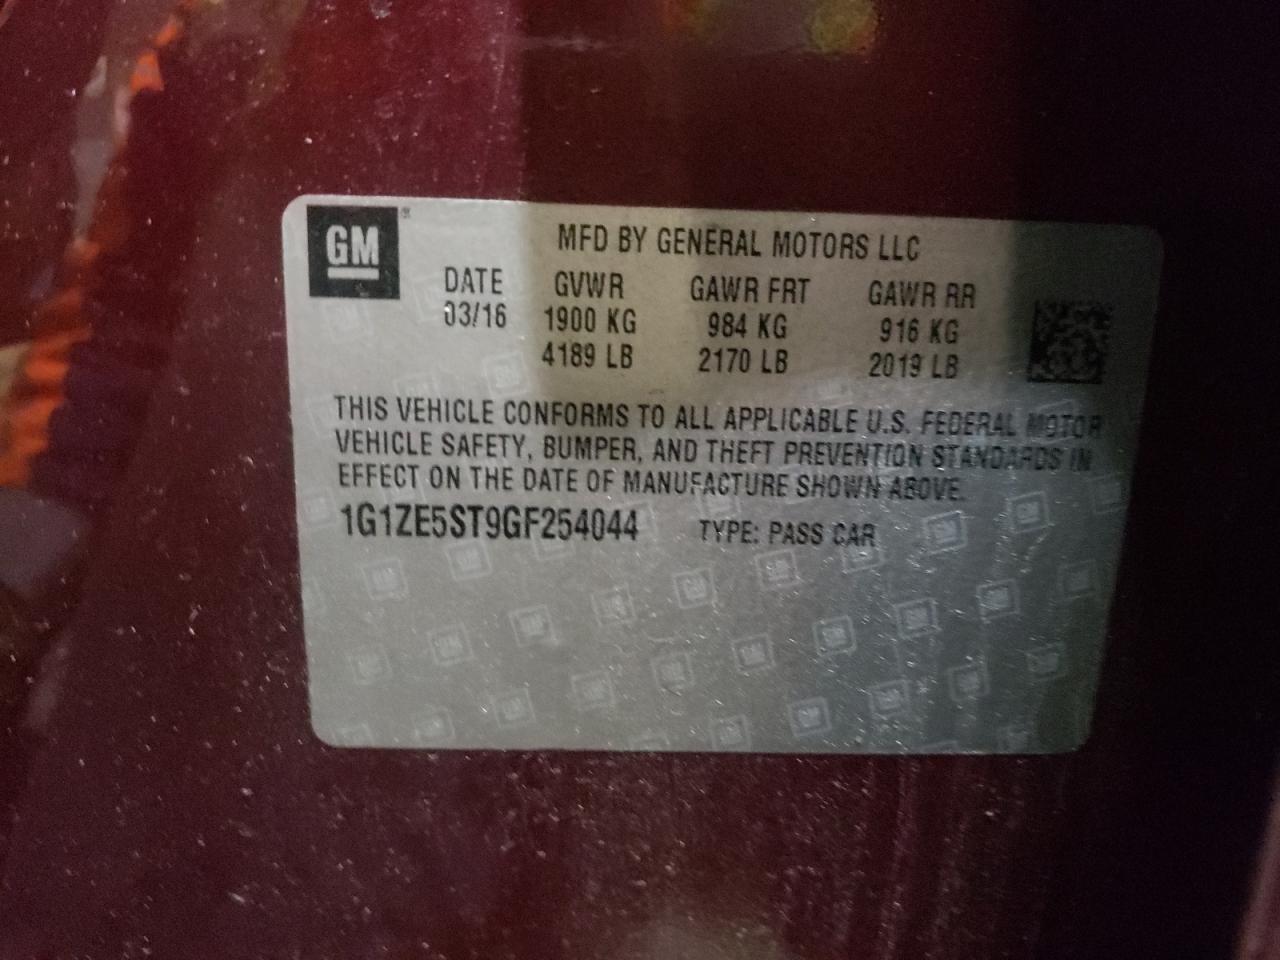 GM
MFD BY GENERAL MOTORS LLC
DATE GVWR GAWR FRT GAWR RR
03/16 1900 KG 984 KG 916 KG
4189 LB 2170 LB 2019 LB
THIS VEHICLE CONFORMS TO ALL APPLICABLE U.S. FEDERAL MOTOR
VEHICLE SAFETY, BUMPER, AND THEFT PREVENTION STANDARDS IN
EFFECT ON THE DATE OF MANUFACTURE SHOWN ABOVE.
1G1ZE5ST9GF254044 TYPE: PASS CAR